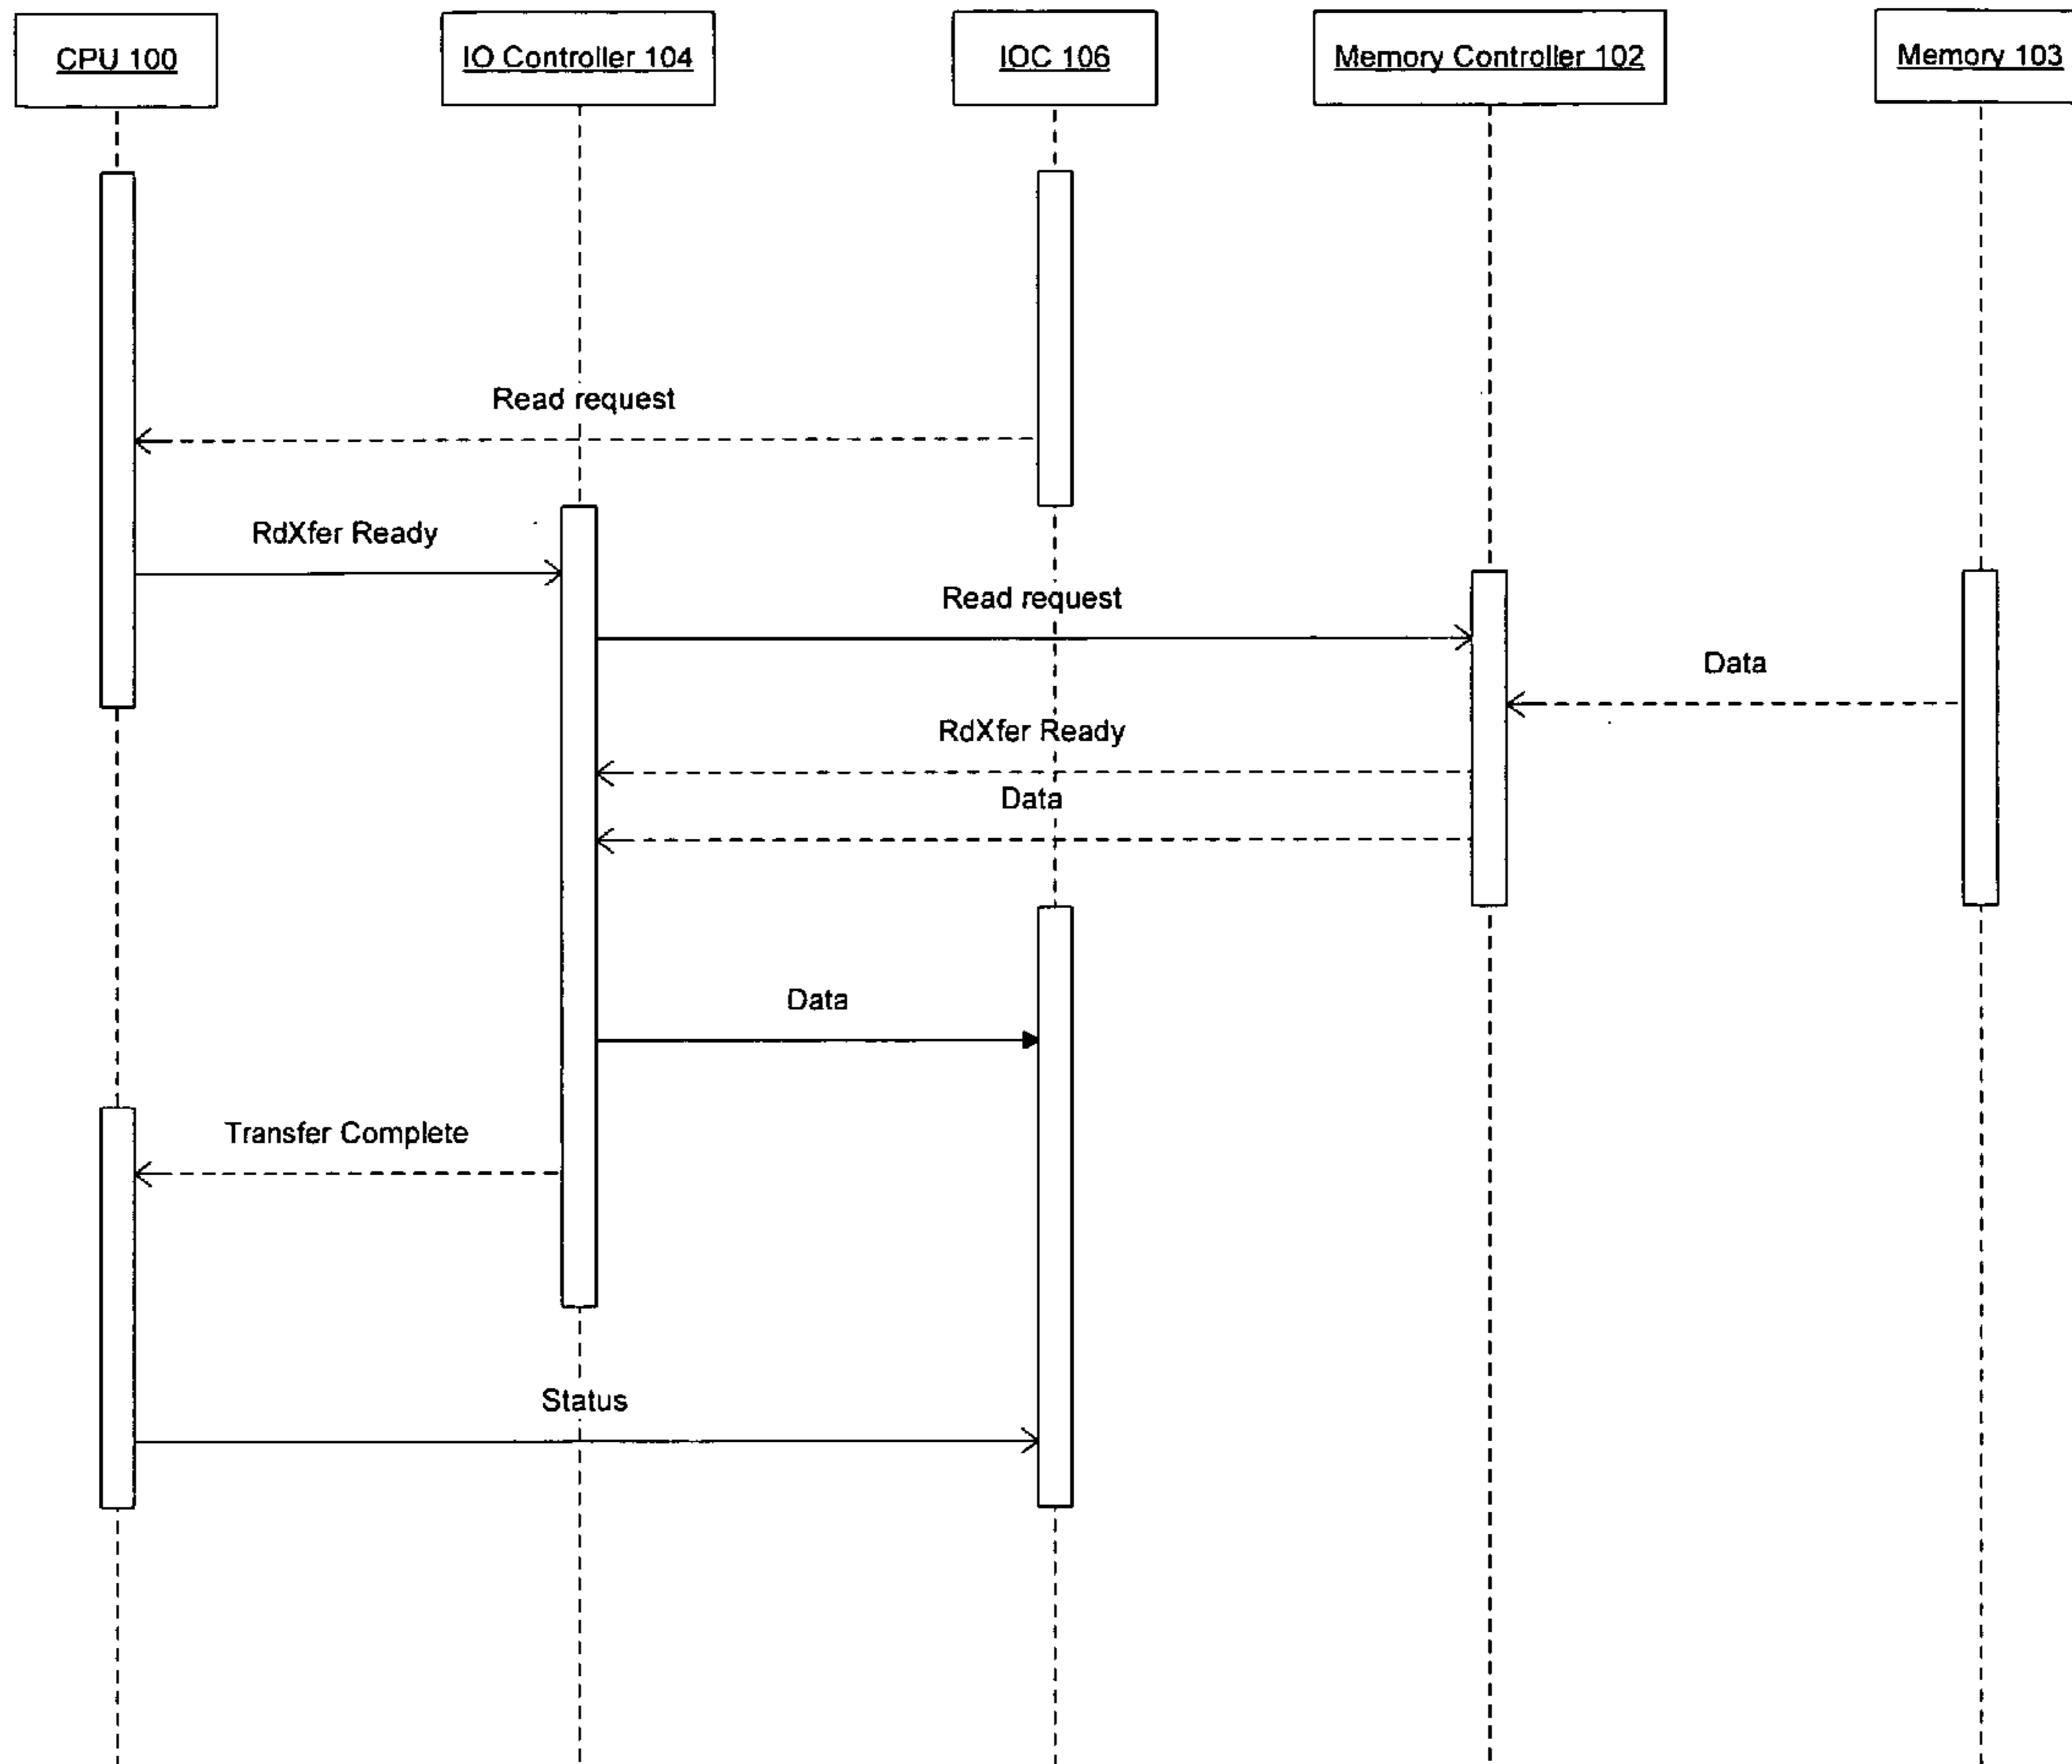 CPU 100
IO Controller 104
IOC 106
Memory Controller 102
Memory 103
Read request
RdXfer Ready
Read request
Data
RdXfer Ready
Data
Data
Transfer Complete
Status